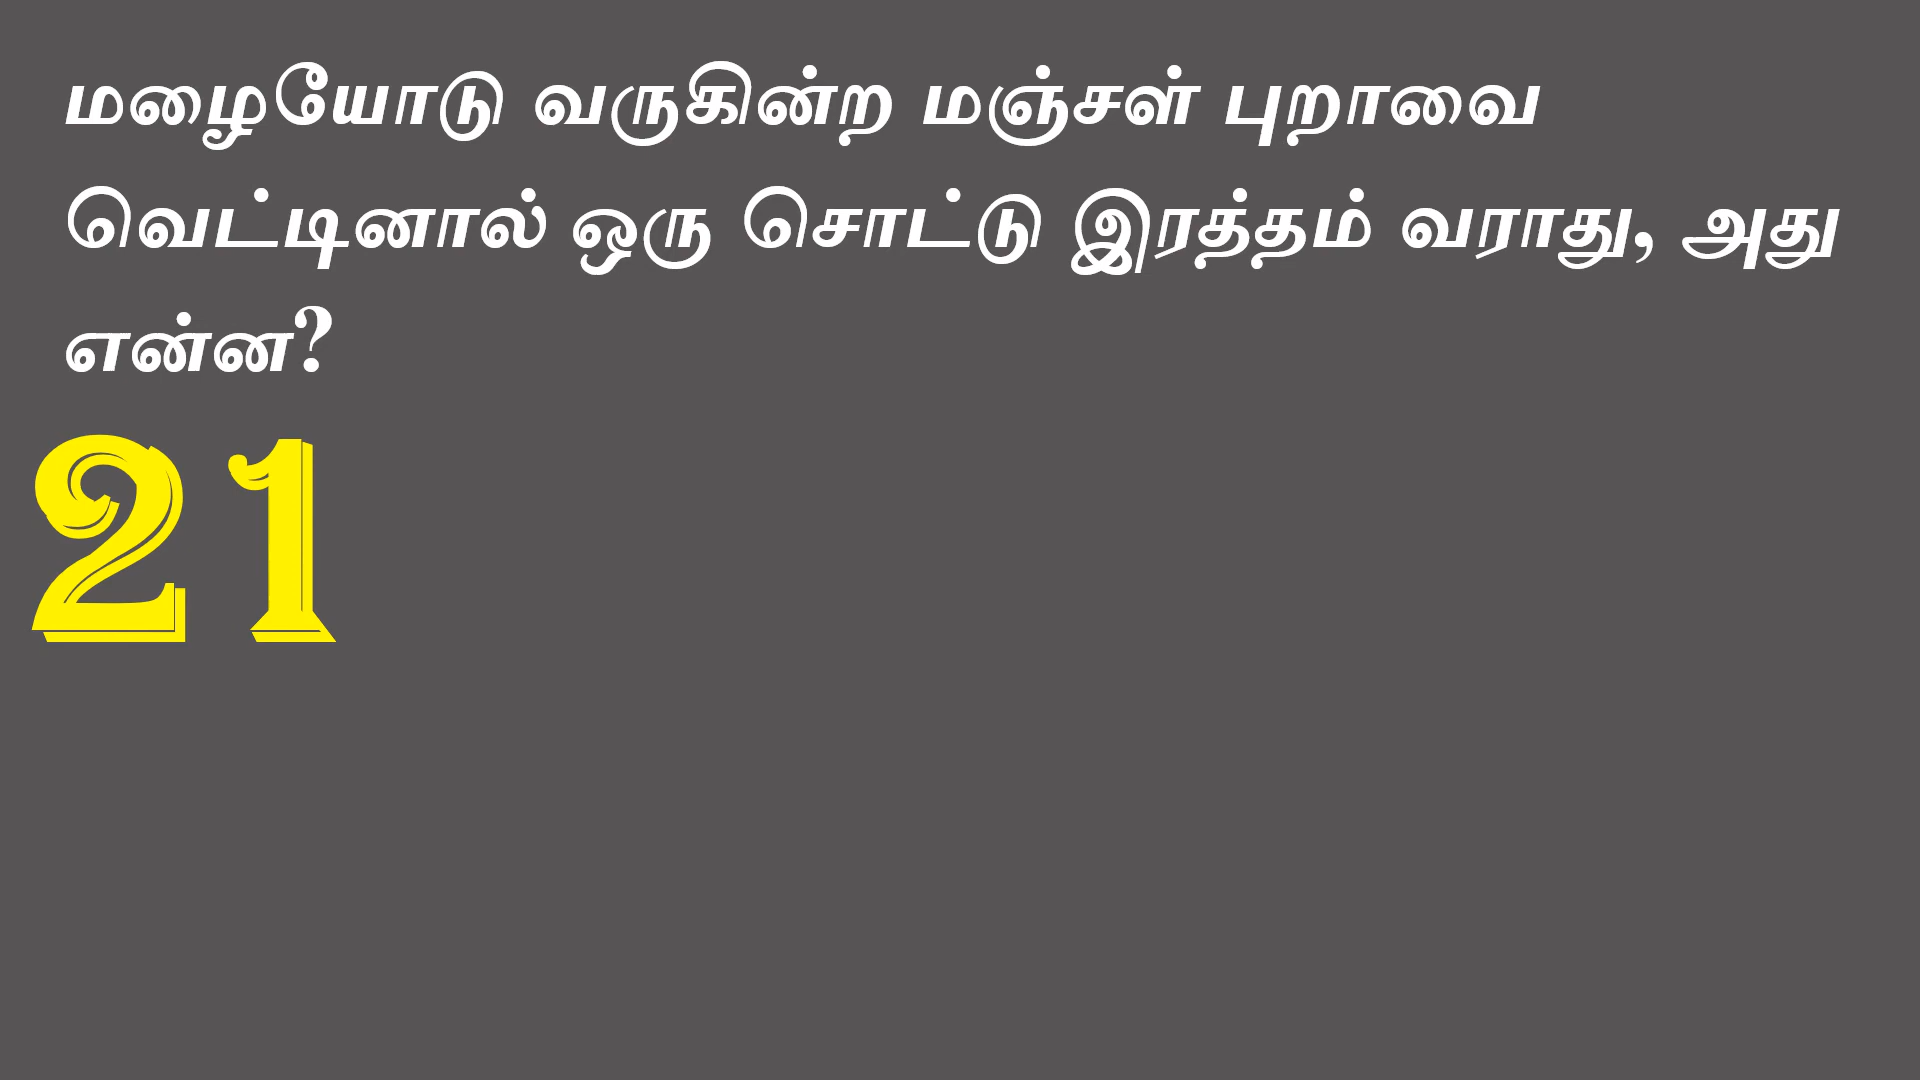 மழையோடு வருகின்ற மஞ்சள் புறாவை
வெட்டினால் ஒரு சொட்டு இரத்தம் வராது, அது
என்ன?
21